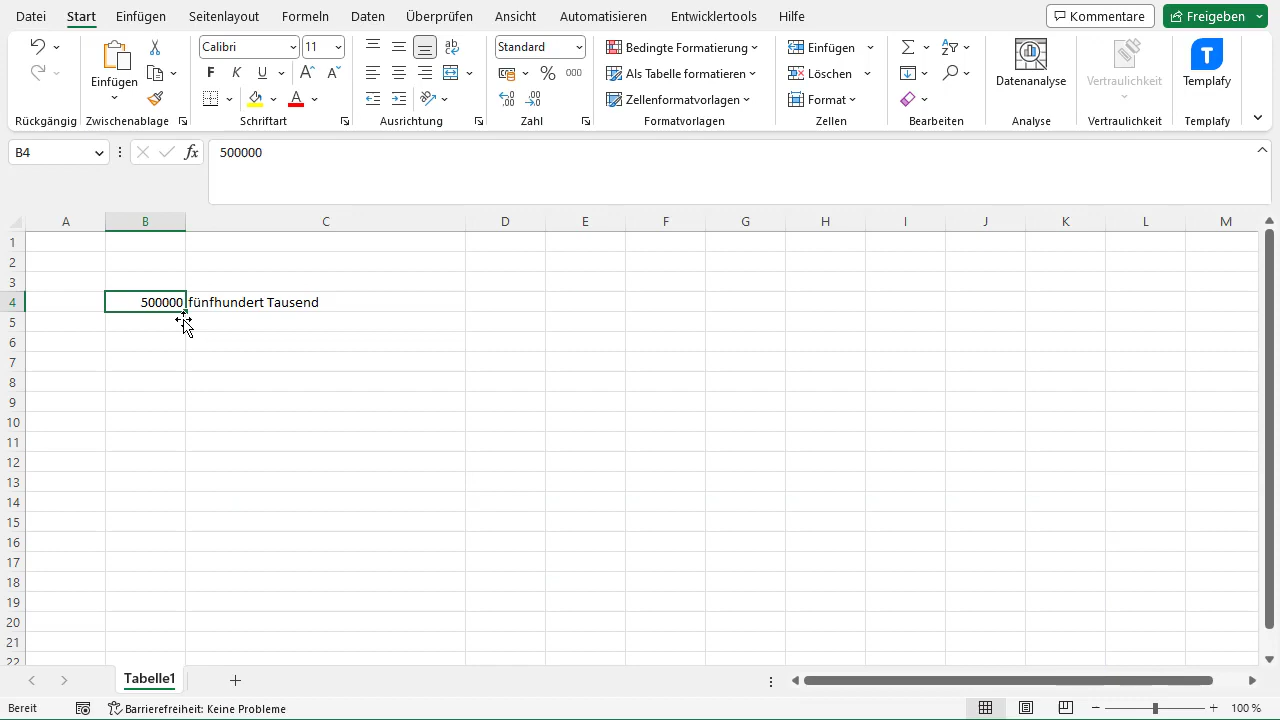 Datei Start Einfügen Seitenlayout Formeln Daten Überprüfen Ansicht Automatisieren Entwicklertools Hilfe Kommentare Freigeben
Calibri 11 Standard Bedingte Formatierung Einfügen
Einfügen F K U A A % 000 Als Tabelle formatieren Löschen Datenanalyse Vertraulichkeit Templafy
A Zellenformatvorlagen Format
Rückgängig Zwischenablage Schriftart Ausrichtung Zahl Formatvorlagen Zellen Bearbeiten Analyse Vertraulichkeit Templafy
B4 fx 500000
A B C D E F G H I J K L M
1
2
3
4 500000 fünfhundert Tausend
5
6
7
8
9
10
11
12
13
14
15
16
17
18
19
20
21
22
Tabelle1
Bereit Barrierefreiheit: Keine Probleme 100 %